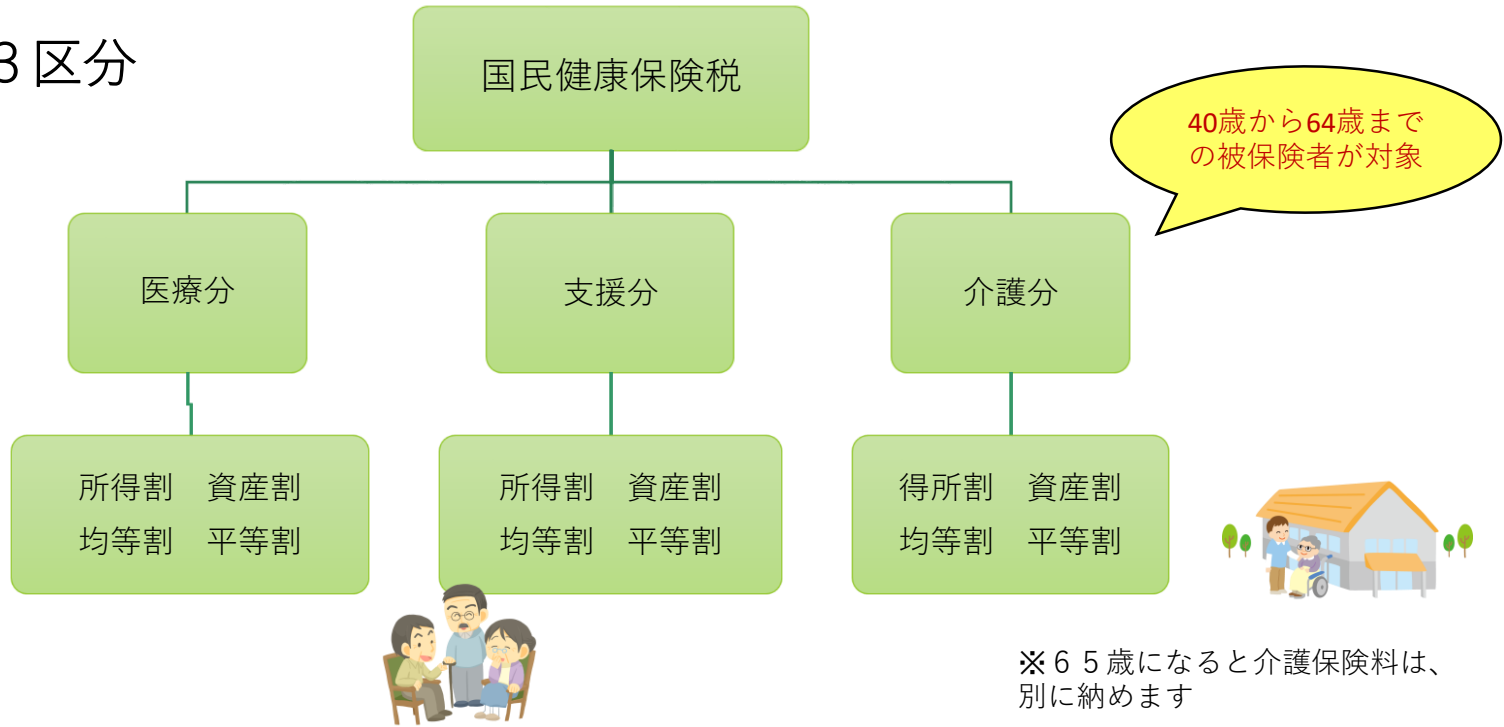 3区分
国民健康保険税
40歳から64歳まで
の被保険者が対象
医療分
支援分
介護分
所得割　資産割
均等割　平等割
所得割　資産割
均等割　平等割
得所割　資産割
均等割　平等割
※６５歳になると介護保険料は、
別に納めます